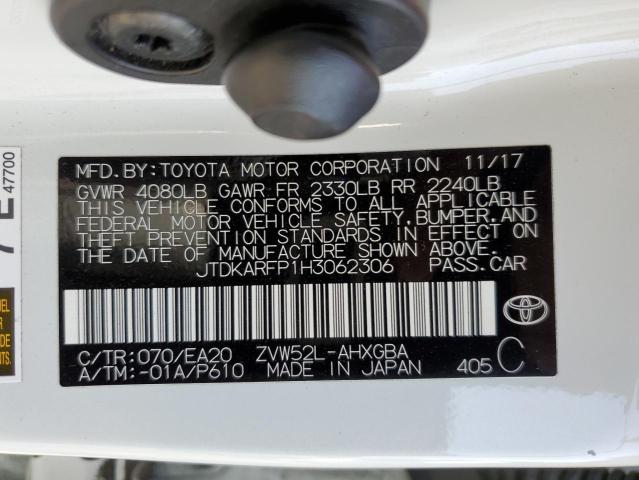 MFD.BY:TOYOTA MOTOR CORPORATION 11/17
GVWR 4080LB GAWR FR 2330LB RR 2240LB
THIS VEHICLE CONFORMS TO ALL APPLICABLE
FEDERAL MOTOR VEHICLE SAFETY,BUMPER,AND
THEFT PREVENTION STANDARDS IN EFFECT ON
THE DATE OF MANUFACTURE SHOWN ABOVE.
JTDKARFP1H3062306 PASS.CAR
C/TR:070/EA20 ZVW52L-AHXGBA
A/TM:-01A/P610 MADE IN JAPAN 405 C
47700